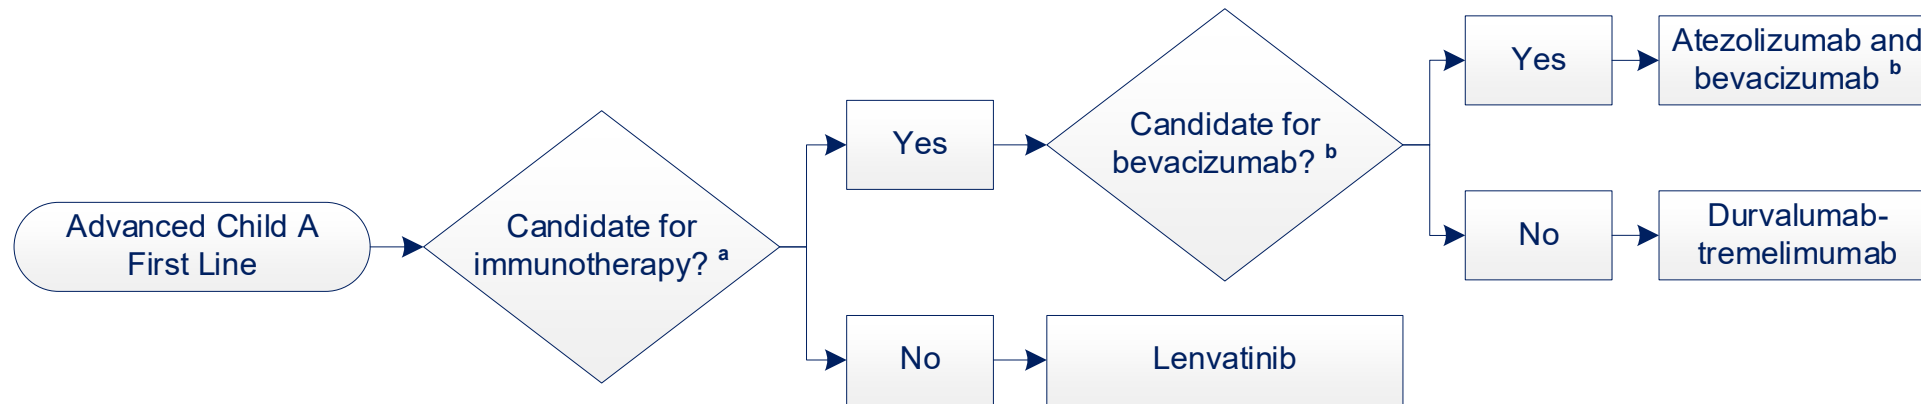 Advanced Child A
First Line
Candidate for
immunotherapy? a
Yes
Candidate for
bevacizumab? b
Yes
Atezolizumab and
bevacizumab b
No
Durvalumab-
tremelimumab
No
Lenvatinib